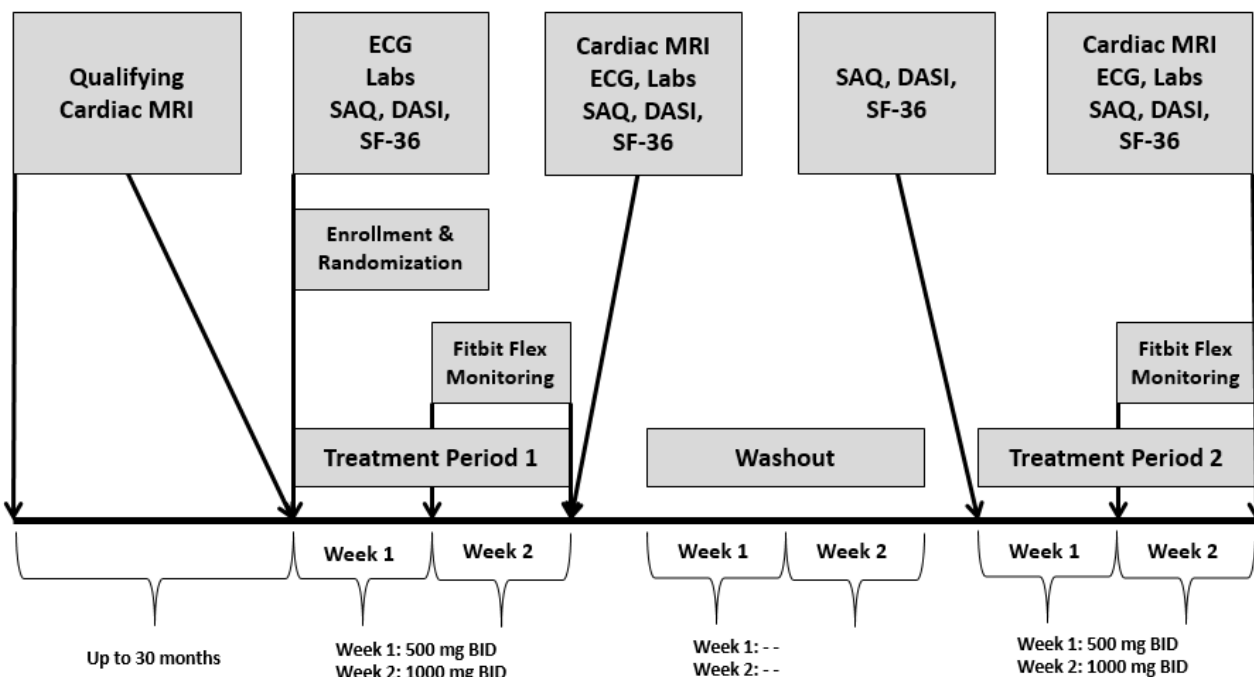 Qualifying
Cardiac MRI
ECG
Labs
SAQ, DASI,
SF-36
Cardiac MRI
ECG, Labs
SAQ, DASI,
SF-36
SAQ, DASI,
SF-36
Cardiac MRI
ECG, Labs
SAQ, DASI,
SF-36
Enrollment &
Randomization
Fitbit Flex
Monitoring
Fitbit Flex
Monitoring
Treatment Period 1
Washout
Treatment Period 2
Week 1
Week 2
Week 1
Week 2
Week 1
Week 2
Up to 30 months
Week 1: 500 mg BID
Week 2: 1000 mg BID
Week 1: - -
Week 2: - -
Week 1: 500 mg BID
Week 2: 1000 mg BID